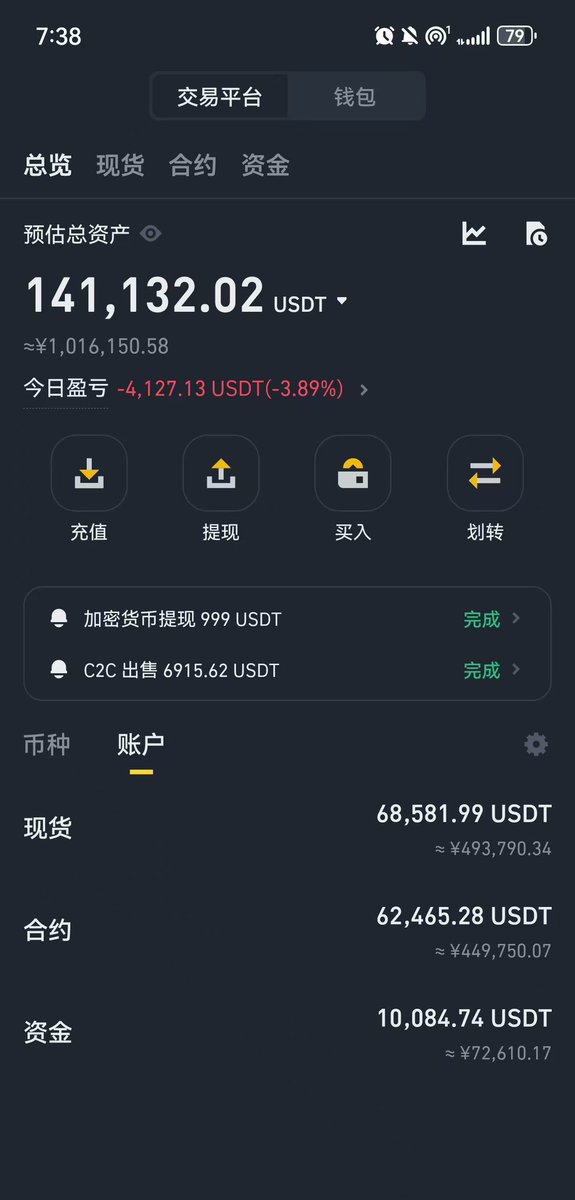 7:38
79
交易平台 钱包
总览 现货 合约 资金
预估总资产
141,132.02 USDT
≈¥1,016,150.58
今日盈亏 -4,127.13 USDT(-3.89%)
充值 提现 买入 划转
加密货币提现 999 USDT 完成
C2C 出售 6915.62 USDT 完成
币种 账户
现货 68,581.99 USDT
≈ ¥493,790.34
合约 62,465.28 USDT
≈ ¥449,750.07
资金 10,084.74 USDT
≈ ¥72,610.17